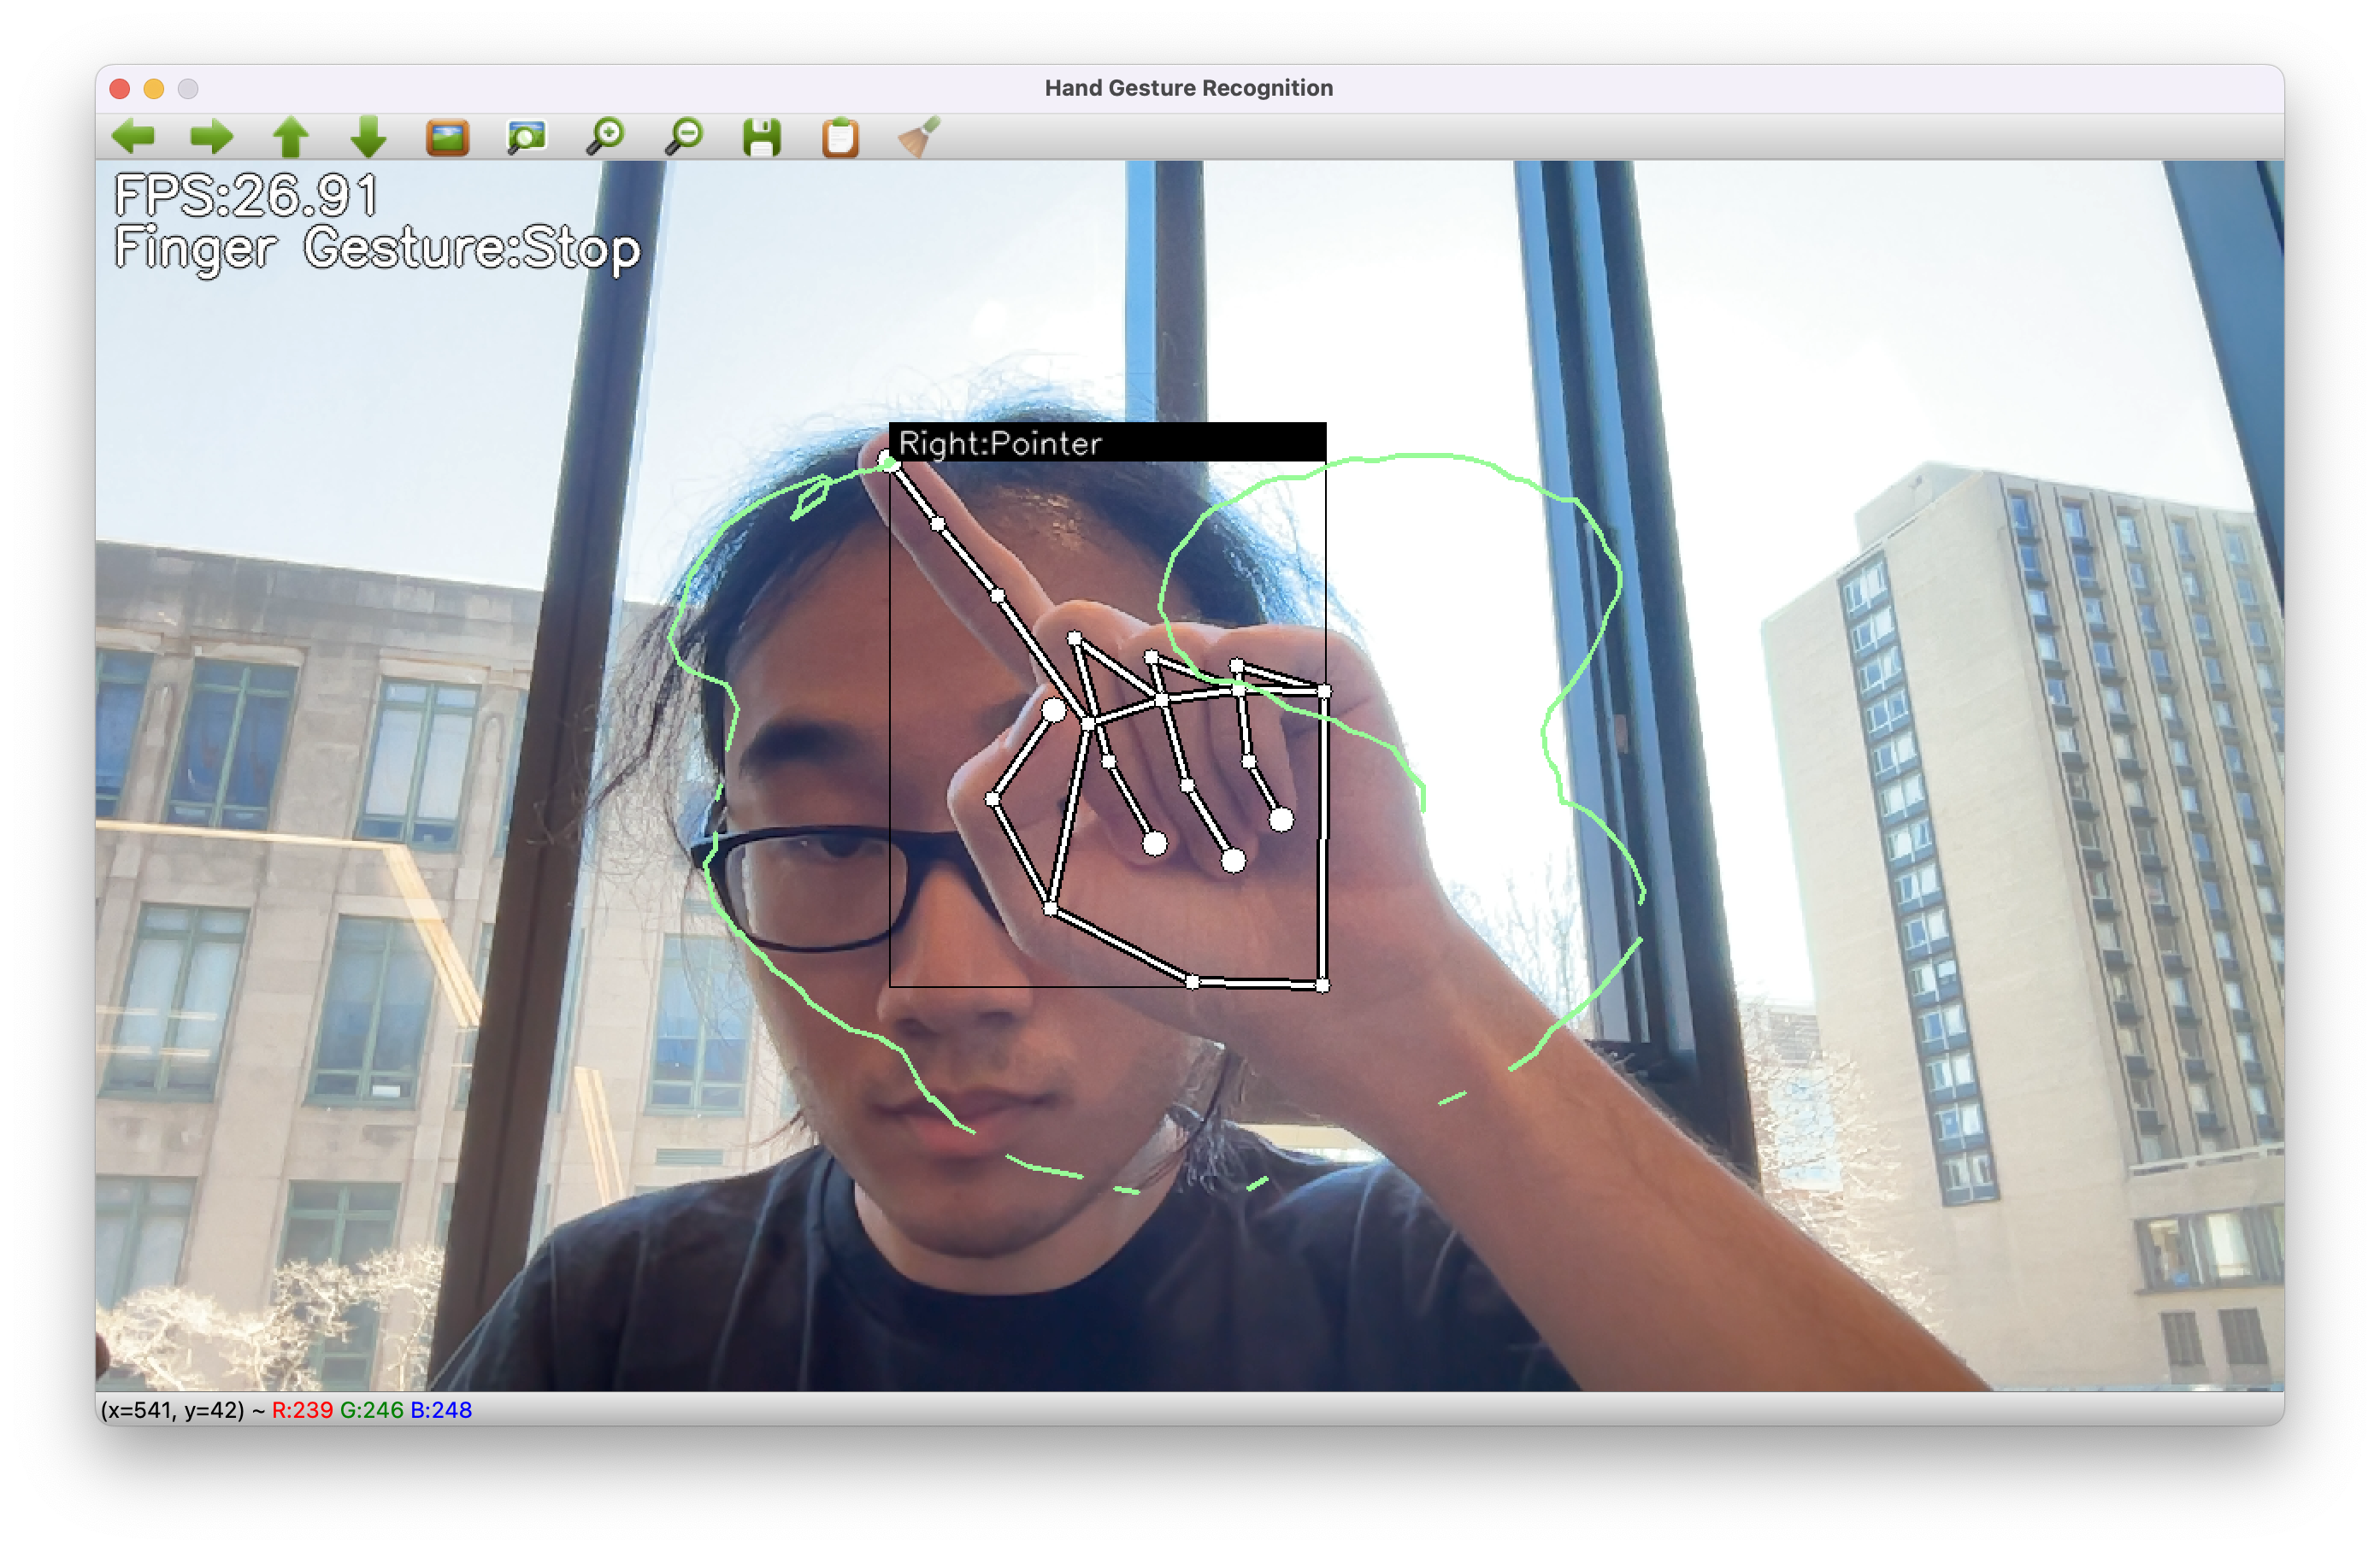 Hand Gesture Recognition
FPS:26.91
Finger Gesture:Stop
Right:Pointer
(x=541, y=42) ~ R:239 G:246 B:248